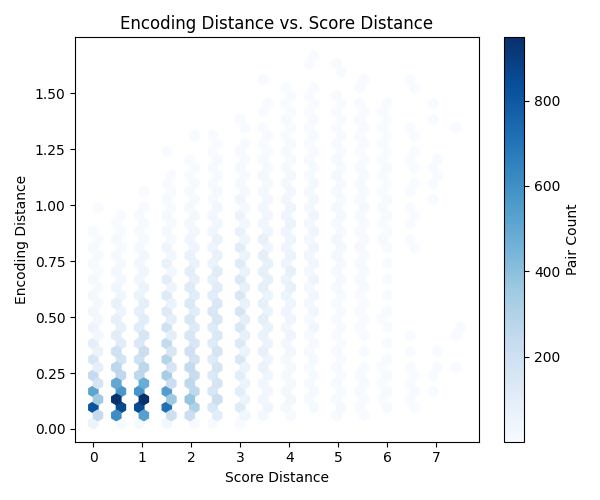 Encoding Distance vs. Score Distance
1.50
1.25
1.00
0.75
0.50
0.25
0.00
Encoding Distance
0 1 2 3 4 5 6 7
Score Distance
800
600
400
200
Pair Count